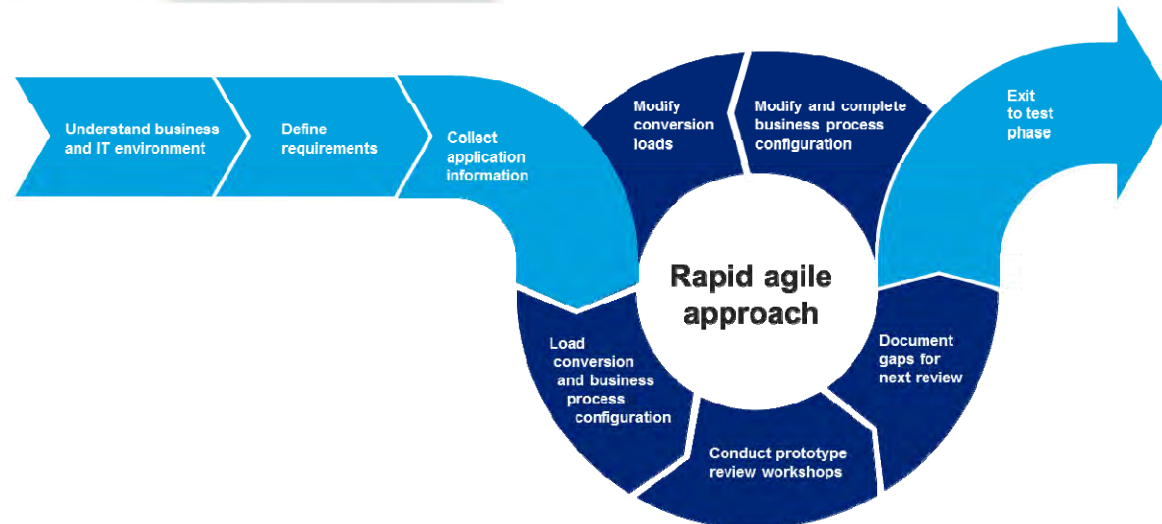 Understand business
and IT environment
Define
requirements
Collect
application
information
Load
conversion
and business
process
configuration
Conduct prototype
review workshops
Document
gaps for
next review
Modify and complete
business process
configuration
Modify
conversion
loads
Rapid agile
approach
Exit
to test
phase